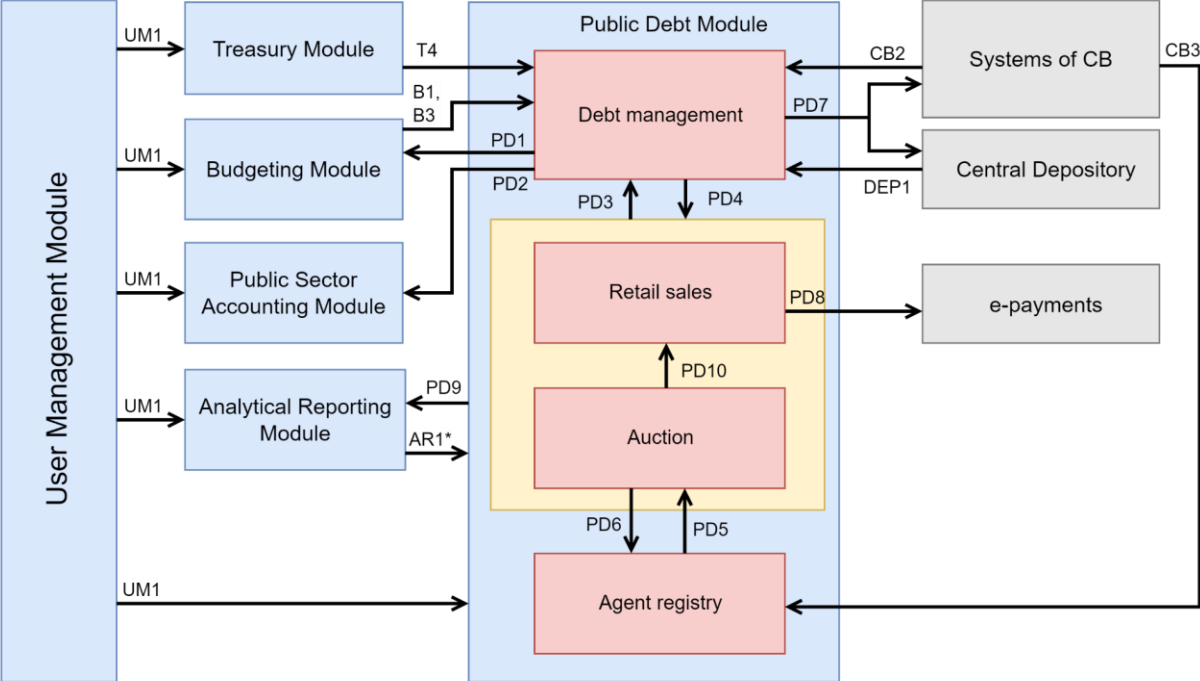 Public Debt Module
UM1
Treasury Module
T4
CB2
Systems of CB
CB3
B1,
B3
Debt management
PD7
UM1
Budgeting Module
PD1
PD2
DEP1
Central Depository
PD3
PD4
User Management Module
UM1
Public Sector
Accounting Module
Retail sales
PD8
e-payments
PD10
UM1
Analytical Reporting
Module
PD9
AR1*
Auction
PD6
PD5
UM1
Agent registry